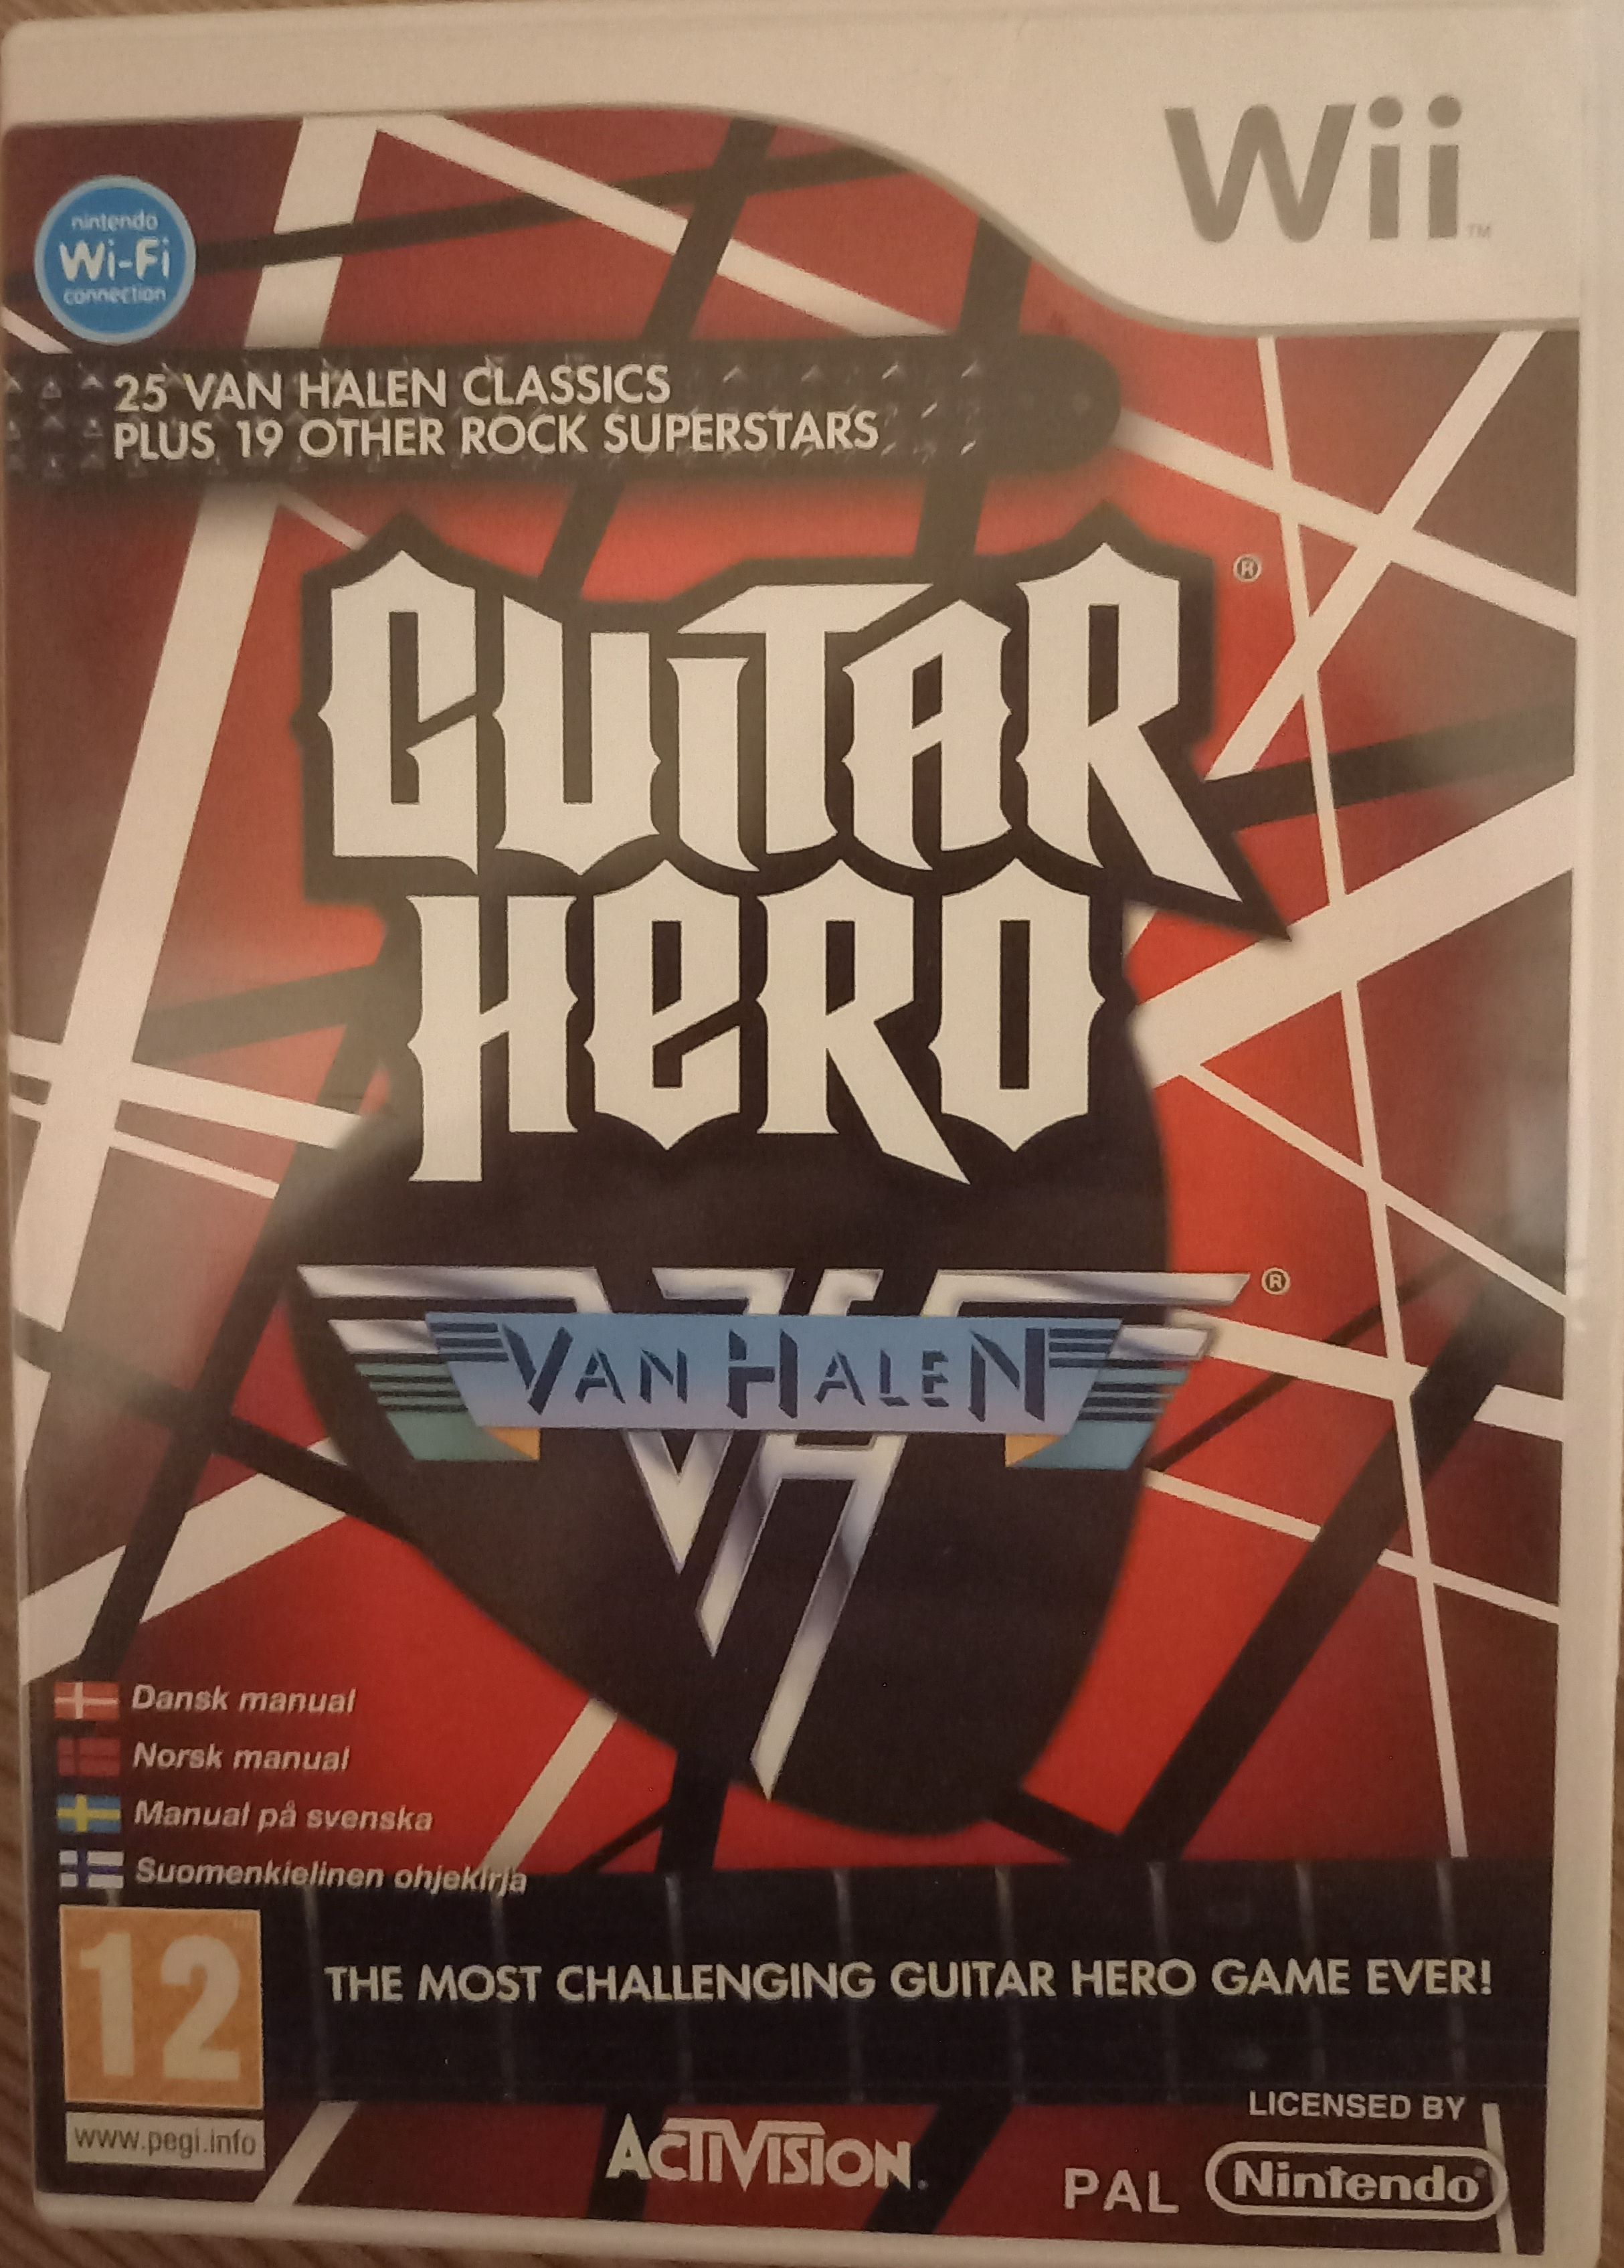 Wii™
nintendo
Wi-Fi
connection
25 VAN HALEN CLASSICS
PLUS 19 OTHER ROCK SUPERSTARS
GUITAR®
HERO
VAN HALEN®
Dansk manual
Norsk manual
Manual på svenska
Suomenkielinen ohjekirja
12
www.pegi.info
THE MOST CHALLENGING GUITAR HERO GAME EVER!
ACTIVISION.
PAL
LICENSED BY
Nintendo®